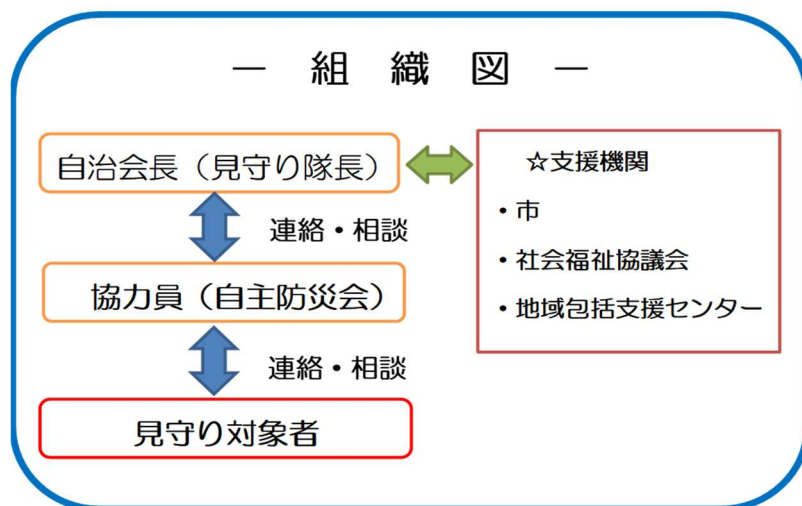 ― 組 織 図 ―
自治会長（見守り隊長）
連絡・相談
協力員（自主防災会）
連絡・相談
見守り対象者
☆支援機関
・市
・社会福祉協議会
・地域包括支援センター